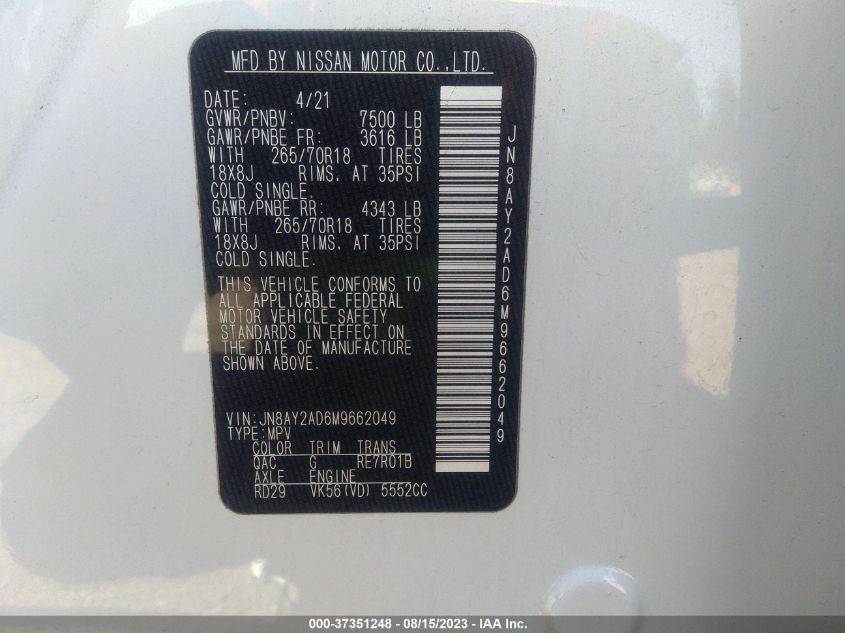 MFD BY NISSAN MOTOR CO.,LTD.
DATE: 4/21
GVWR/PNBV: 7500 LB
GAWR/PNBE FR: 3616 LB
WITH 265/70R18 TIRES
18X8J RIMS. AT 35PSI
COLD SINGLE.
GAWR/PNBE RR: 4343 LB
WITH 265/70R18 TIRES
18X8J RIMS. AT 35PSI
COLD SINGLE.
THIS VEHICLE CONFORMS TO
ALL APPLICABLE FEDERAL
MOTOR VEHICLE SAFETY
STANDARDS IN EFFECT ON
THE DATE OF MANUFACTURE
SHOWN ABOVE.
VIN:JN8AY2AD6M9662049
TYPE:MPV
COLOR TRIM TRANS
QAC G RE7R01B
AXLE ENGINE
RD29 VK56(VD) 5552CC
JN8AY2AD6M9662049
000-37351248 - 08/15/2023 - IAA Inc.